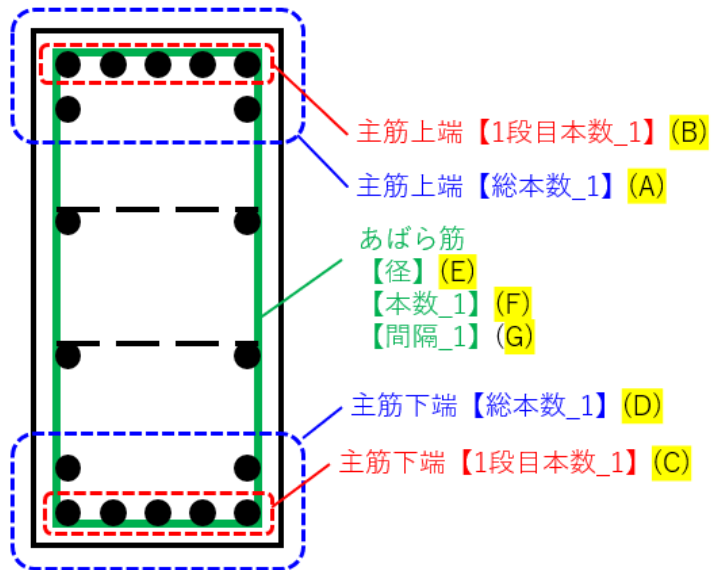 主筋上端【1段目本数_1】(B)
主筋上端【総本数_1】(A)
あばら筋
【径】(E)
【本数_1】(F)
【間隔_1】(G)
主筋下端【総本数_1】(D)
主筋下端【1段目本数_1】(C)